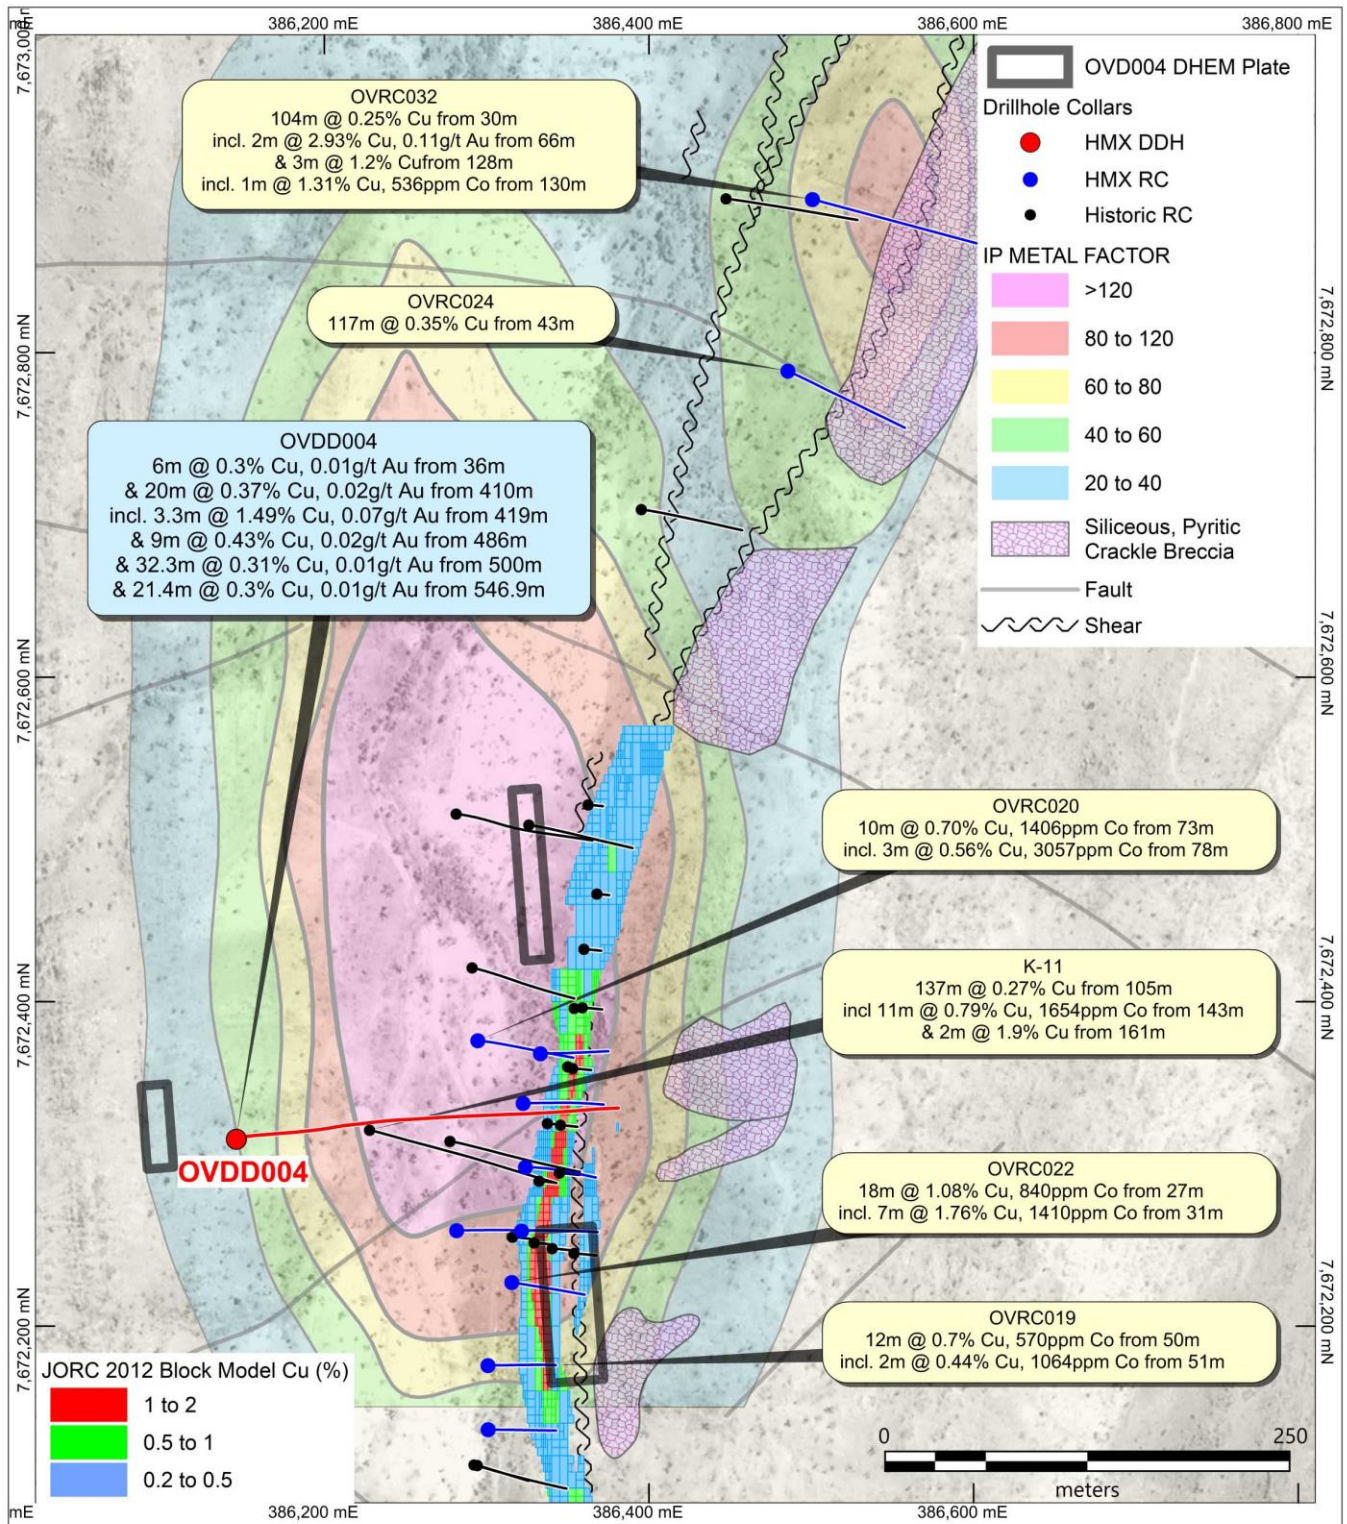 mE
386,200 mE
386,400 mE
386,600 mE
386,800 mE
7,673,000 m
OVD004 DHEM Plate
Drillhole Collars
HMX DDH
HMX RC
Historic RC
IP METAL FACTOR
>120
80 to 120
60 to 80
40 to 60
20 to 40
Siliceous, Pyritic
Crackle Breccia
Fault
Shear
OVRC032
104m @ 0.25% Cu from 30m
incl. 2m @ 2.93% Cu, 0.11g/t Au from 66m
& 3m @ 1.2% Cufrom 128m
incl. 1m @ 1.31% Cu, 536ppm Co from 130m
OVRC024
117m @ 0.35% Cu from 43m
7,672,800 mN
7,672,800 mN
OVDD004
6m @ 0.3% Cu, 0.01g/t Au from 36m
& 20m @ 0.37% Cu, 0.02g/t Au from 410m
incl. 3.3m @ 1.49% Cu, 0.07g/t Au from 419m
& 9m @ 0.43% Cu, 0.02g/t Au from 486m
& 32.3m @ 0.31% Cu, 0.01g/t Au from 500m
& 21.4m @ 0.3% Cu, 0.01g/t Au from 546.9m
7,672,600 mN
7,672,600 mN
OVRC020
10m @ 0.70% Cu, 1406ppm Co from 73m
incl. 3m @ 0.56% Cu, 3057ppm Co from 78m
K-11
137m @ 0.27% Cu from 105m
incl 11m @ 0.79% Cu, 1654ppm Co from 143m
& 2m @ 1.9% Cu from 161m
7,672,400 mN
7,672,400 mN
OVDD004
OVRC022
18m @ 1.08% Cu, 840ppm Co from 27m
incl. 7m @ 1.76% Cu, 1410ppm Co from 31m
7,672,200 mN
7,672,200 mN
OVRC019
12m @ 0.7% Cu, 570ppm Co from 50m
incl. 2m @ 0.44% Cu, 1064ppm Co from 51m
JORC 2012 Block Model Cu (%)
1 to 2
0.5 to 1
0.2 to 0.5
0
250
meters
mE
386,200 mE
386,400 mE
386,600 mE